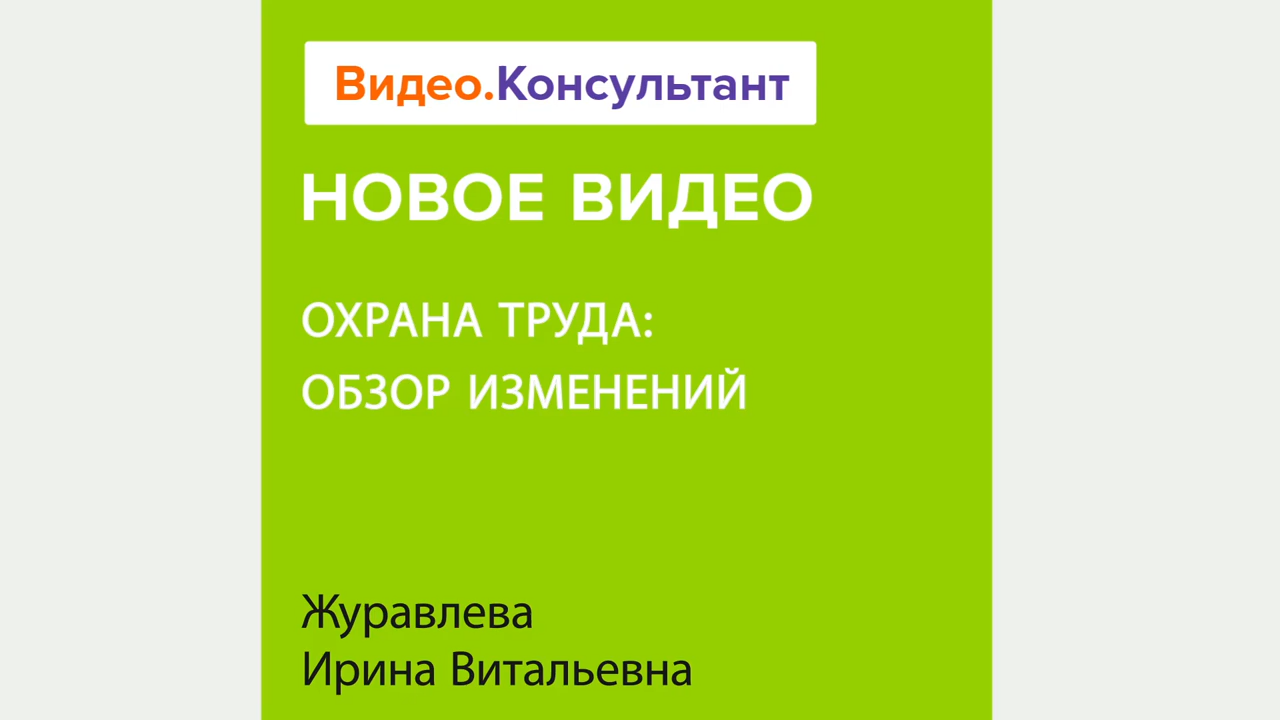 Видео.Консультант
НОВОЕ ВИДЕО
ОХРАНА ТРУДА:
ОБЗОР ИЗМЕНЕНИЙ
Журавлева
Ирина Витальевна